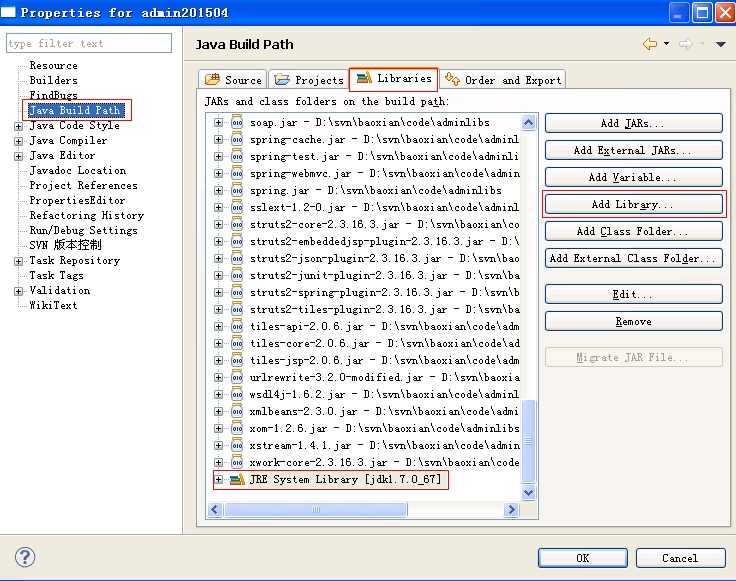 Properties for admin201504
type filter text
Resource
Builders
FindBugs
Java Build Path
Java Code Style
Java Compiler
Java Editor
Javadoc Location
Project References
PropertiesEditor
Refactoring History
Run/Debug Settings
SVN 版本控制
Task Repository
Task Tags
Validation
WikiText
Java Build Path
Source Projects Libraries Order and Export
JARs and class folders on the build path:
soap.jar - D:\svn\baoxian\code\adminlibs
spring-cache.jar - D:\svn\baoxian\code\adminl
spring-test.jar - D:\svn\baoxian\code\adminli
spring-webmvc.jar - D:\svn\baoxian\code\admin
spring.jar - D:\svn\baoxian\code\adminlibs
sslext-1.2-0.jar - D:\svn\baoxian\code\adminl
struts2-core-2.3.16.3.jar - D:\svn\baoxian\co
struts2-embeddedjsp-plugin-2.3.16.3.jar - D:\
struts2-json-plugin-2.3.16.3.jar - D:\svn\bao
struts2-junit-plugin-2.3.16.3.jar - D:\svn\ba
struts2-spring-plugin-2.3.16.3.jar - D:\svn\b
struts2-tiles-plugin-2.3.16.3.jar - D:\svn\ba
tiles-api-2.0.6.jar - D:\svn\baoxian\code\adm
tiles-core-2.0.6.jar - D:\svn\baoxian\code\ad
tiles-jsp-2.0.6.jar - D:\svn\baoxian\code\adm
urlrewrite-3.2.0-modified.jar - D:\svn\baoxia
wsdl4j-1.6.2.jar - D:\svn\baoxian\code\adminl
xmlbeans-2.3.0.jar - D:\svn\baoxian\code\admi
xom-1.2.6.jar - D:\svn\baoxian\code\adminlibs
xstream-1.4.1.jar - D:\svn\baoxian\code\admin
xwork-core-2.3.16.3.jar - D:\svn\baoxian\code
JRE System Library [jdk1.7.0_67]
Add JARs...
Add External JARs...
Add Variable...
Add Library...
Add Class Folder...
Add External Class Folder...
Edit...
Remove
Migrate JAR File...
OK
Cancel